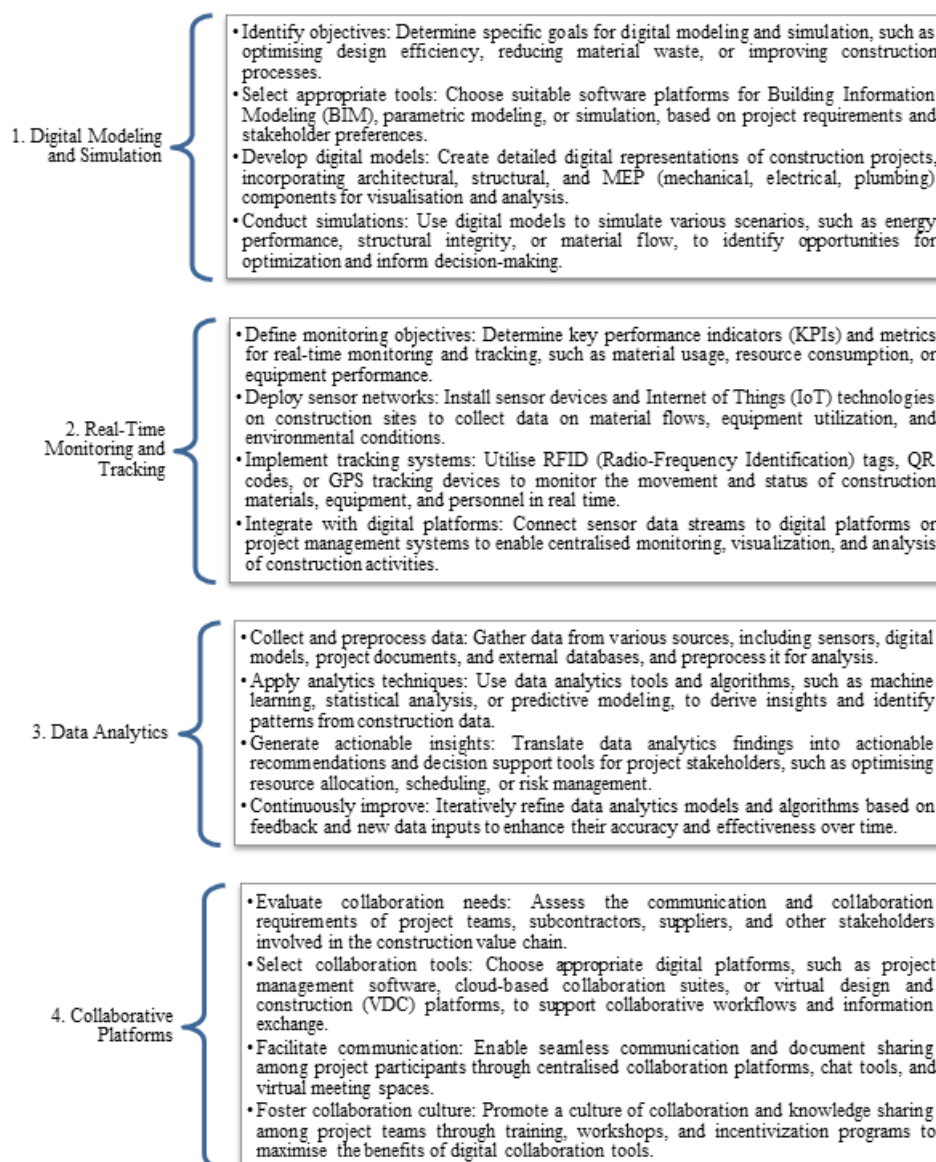 1. Digital Modeling
and Simulation
• Identify objectives: Determine specific goals for digital modeling and simulation, such as
optimising design efficiency, reducing material waste, or improving construction
processes.
• Select appropriate tools: Choose suitable software platforms for Building Information
Modeling (BIM), parametric modeling, or simulation, based on project requirements and
stakeholder preferences.
• Develop digital models: Create detailed digital representations of construction projects,
incorporating architectural, structural, and MEP (mechanical, electrical, plumbing)
components for visualisation and analysis.
• Conduct simulations: Use digital models to simulate various scenarios, such as energy
performance, structural integrity, or material flow, to identify opportunities for
optimization and inform decision-making.
2. Real-Time
Monitoring and
Tracking
• Define monitoring objectives: Determine key performance indicators (KPIs) and metrics
for real-time monitoring and tracking, such as material usage, resource consumption, or
equipment performance.
• Deploy sensor networks: Install sensor devices and Internet of Things (IoT) technologies
on construction sites to collect data on material flows, equipment utilization, and
environmental conditions.
• Implement tracking systems: Utilise RFID (Radio-Frequency Identification) tags, QR
codes, or GPS tracking devices to monitor the movement and status of construction
materials, equipment, and personnel in real time.
• Integrate with digital platforms: Connect sensor data streams to digital platforms or
project management systems to enable centralised monitoring, visualization, and analysis
of construction activities.
3. Data Analytics
• Collect and preprocess data: Gather data from various sources, including sensors, digital
models, project documents, and external databases, and preprocess it for analysis.
• Apply analytics techniques: Use data analytics tools and algorithms, such as machine
learning, statistical analysis, or predictive modeling, to derive insights and identify
patterns from construction data.
• Generate actionable insights: Translate data analytics findings into actionable
recommendations and decision support tools for project stakeholders, such as optimising
resource allocation, scheduling, or risk management.
• Continuously improve: Iteratively refine data analytics models and algorithms based on
feedback and new data inputs to enhance their accuracy and effectiveness over time.
4. Collaborative
Platforms
• Evaluate collaboration needs: Assess the communication and collaboration
requirements of project teams, subcontractors, suppliers, and other stakeholders
involved in the construction value chain.
• Select collaboration tools: Choose appropriate digital platforms, such as project
management software, cloud-based collaboration suites, or virtual design and
construction (VDC) platforms, to support collaborative workflows and information
exchange.
• Facilitate communication: Enable seamless communication and document sharing
among project participants through centralised collaboration platforms, chat tools, and
virtual meeting spaces.
• Foster collaboration culture: Promote a culture of collaboration and knowledge sharing
among project teams through training, workshops, and incentivization programs to
maximise the benefits of digital collaboration tools.